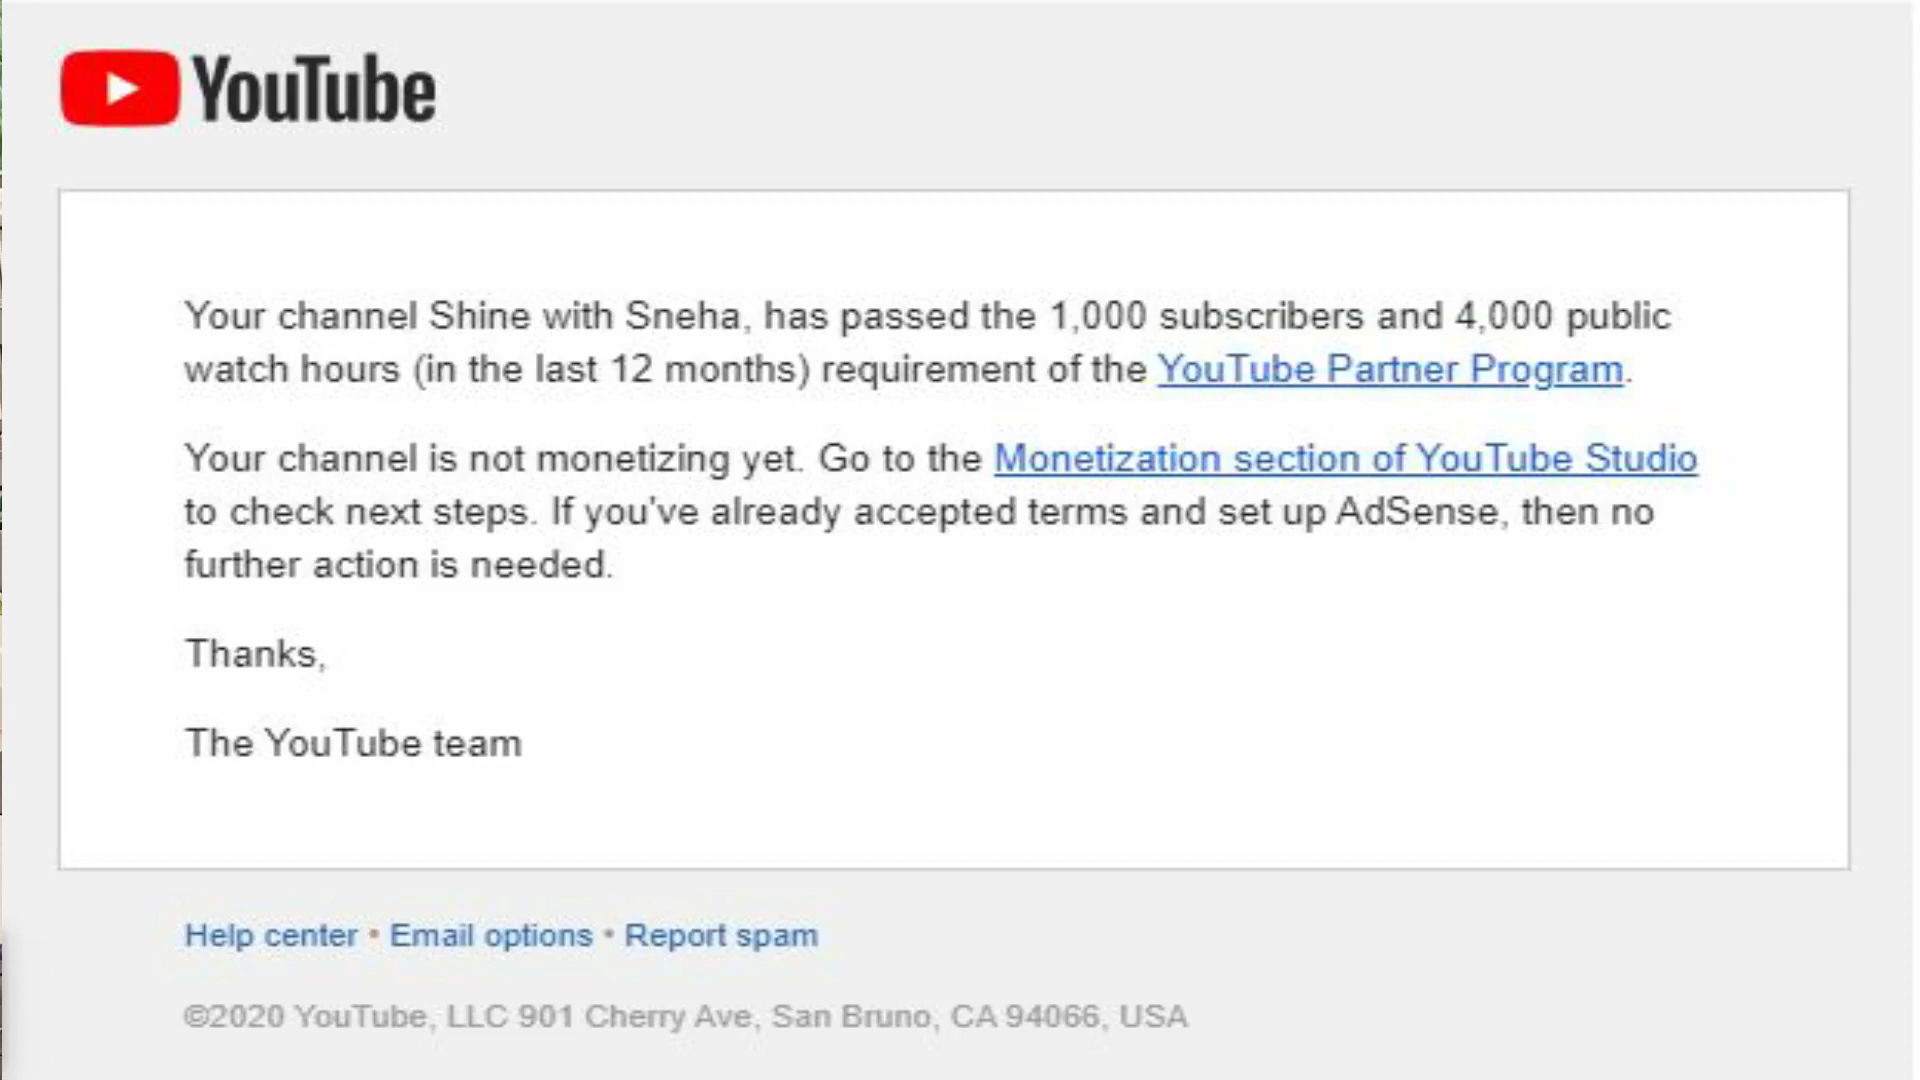 YouTube
Your channel Shine with Sneha, has passed the 1,000 subscribers and 4,000 public
watch hours (in the last 12 months) requirement of the YouTube Partner Program.
Your channel is not monetizing yet. Go to the Monetization section of YouTube Studio
to check next steps. If you've already accepted terms and set up AdSense, then no
further action is needed.
Thanks,
The YouTube team
Help center • Email options • Report spam
©2020 YouTube, LLC 901 Cherry Ave, San Bruno, CA 94066, USA